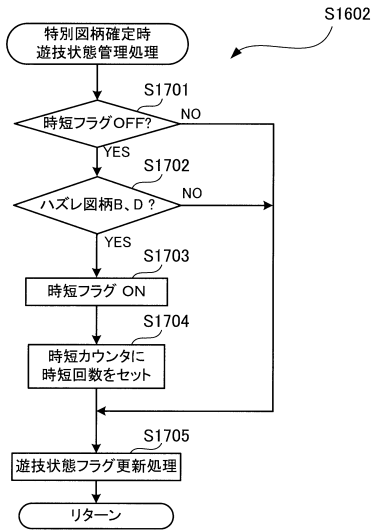 特別図柄確定時
遊技状態管理処理
S1602
S1701
時短フラグOFF?
NO
YES
S1702
ハズレ図柄B、D?
NO
YES
S1703
時短フラグ ON
S1704
時短カウンタに
時短回数をセット
S1705
遊技状態フラグ更新処理
リターン